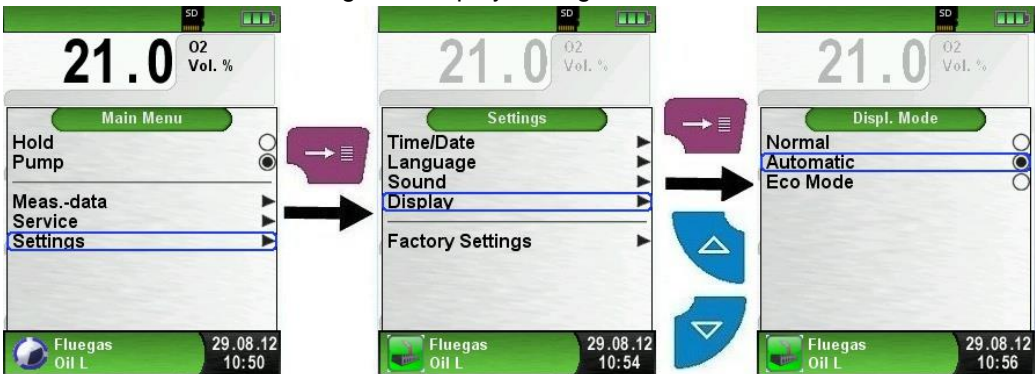 SD
21.0
O2
Vol. %
Main Menu
Hold
Pump
Meas.-data
Service
Settings
Fluegas
Oil L
29.08.12
10:50
SD
21.0
O2
Vol. %
Settings
Time/Date
Language
Sound
Display
Factory Settings
Fluegas
Oil L
29.08.12
10:54
SD
21.0
O2
Vol. %
Displ. Mode
Normal
Automatic
Eco Mode
Fluegas
Oil L
29.08.12
10:56